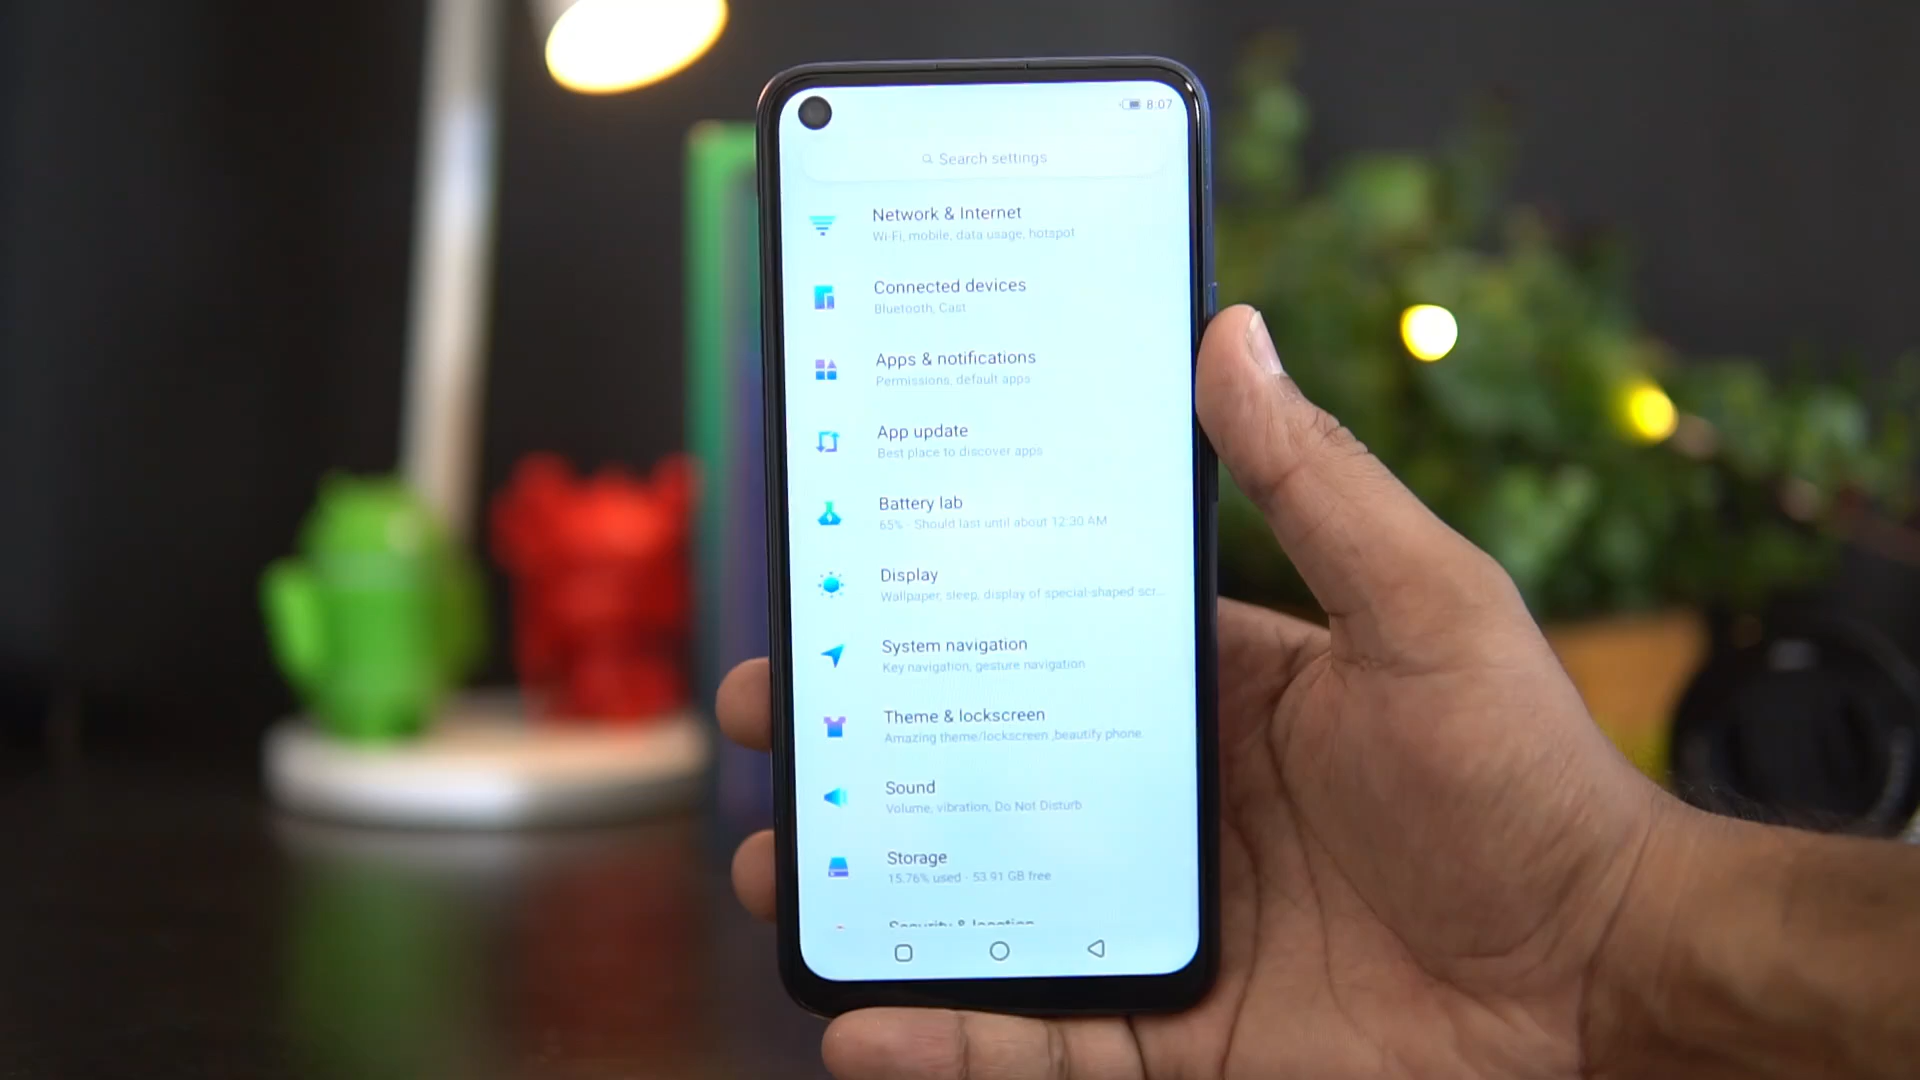 8:07
Search settings
Network & Internet
Wi-Fi, mobile, data usage, hotspot
Connected devices
Bluetooth, Cast
Apps & notifications
Permissions, default apps
App update
Best place to discover apps
Battery lab
65% - Should last until about 12:30 AM
Display
Wallpaper, sleep, display of special-shaped scr...
System navigation
Key navigation, gesture navigation
Theme & lockscreen
Amazing theme/lockscreen ,beautify phone.
Sound
Volume, vibration, Do Not Disturb
Storage
15.76% used - 53.91 GB free
Security & location